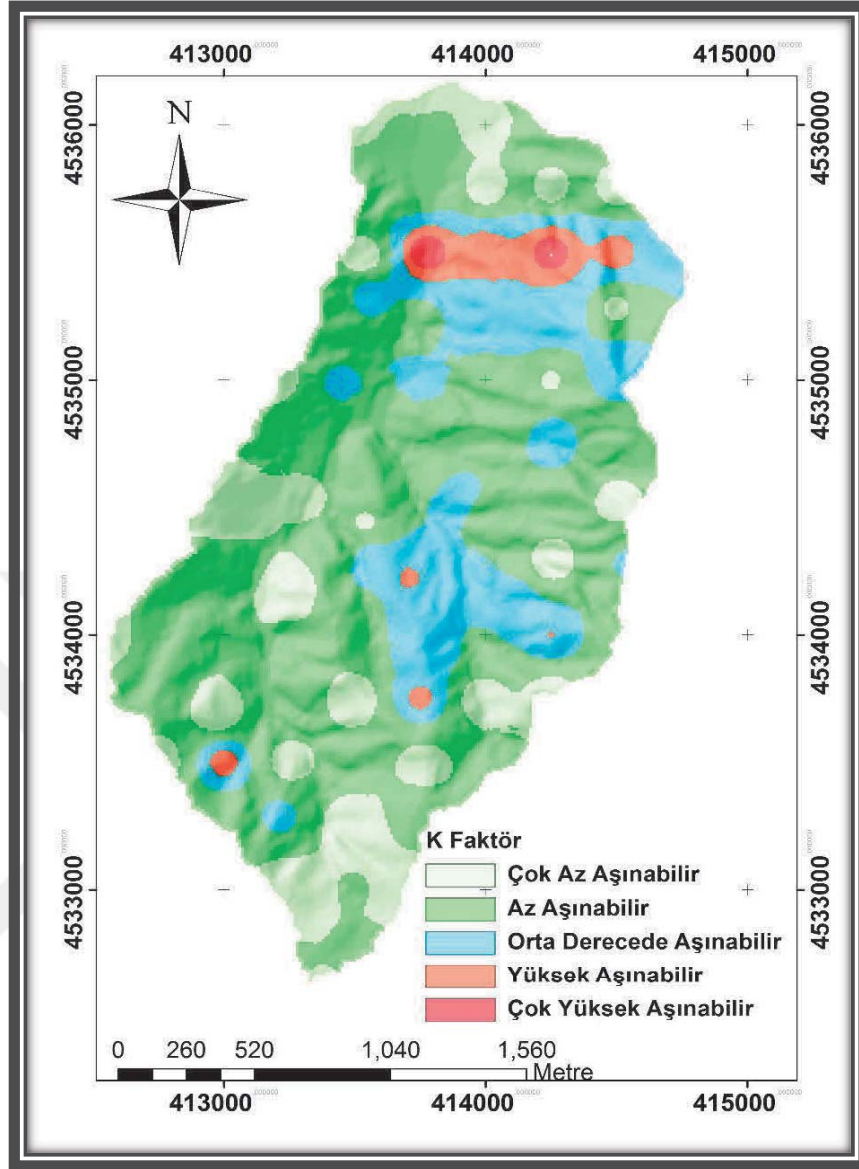 413000 414000 415000
N
4536000 4536000
4535000 4535000
4534000 4534000
4533000 4533000
K Faktör
Çok Az Aşınabilir
Az Aşınabilir
Orta Derecede Aşınabilir
Yüksek Aşınabilir
Çok Yüksek Aşınabilir
0 260 520 1,040 1,560
Metre
413000 414000 415000